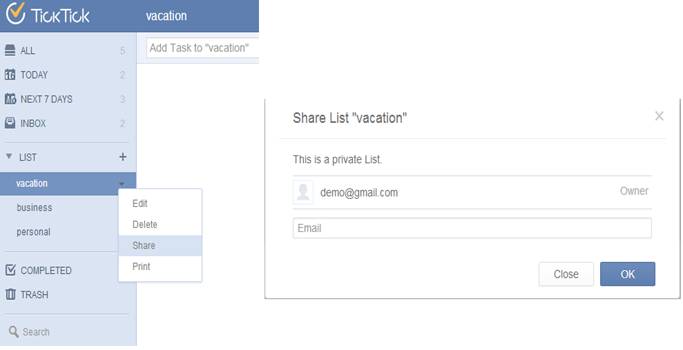 TickTick
vacation
Add Task to "vacation"
ALL 5
TODAY 2
NEXT 7 DAYS 3
INBOX 2
LIST +
vacation
business
personal
Edit
Delete
Share
Print
COMPLETED
TRASH
Search
Share List "vacation" X
This is a private List.
demo@gmail.com Owner
Email
Close OK